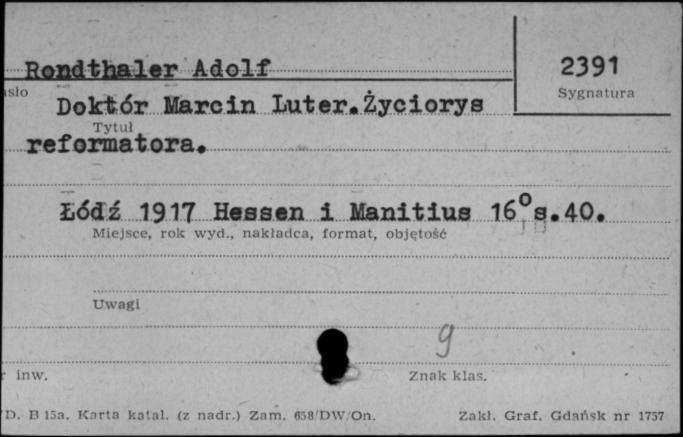 Rondthaler Adolf
2391
Sygnatura
Doktór Marcin Luter.Życiorys
Tytuł
reformatora.
Łódź 1917 Hessen i Manitius 16° s.40.
Miejsce, rok wyd., nakładca, format, objętość
Uwagi
9
inw.
Znak klas.
D. B 15a. Karta katal. (z nadr.) Zam. 658/DW/On.
Zakł. Graf. Gdańsk nr 1757